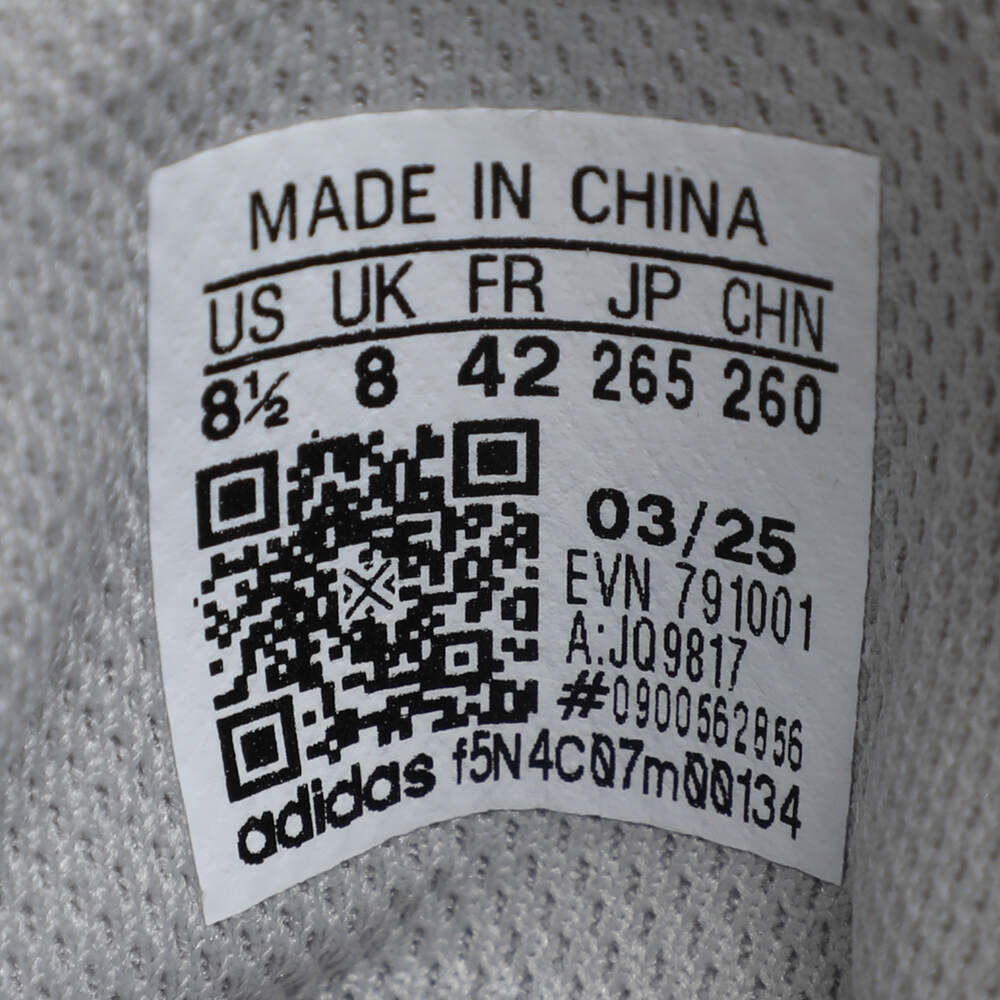 MADE IN CHINA
US UK FR JP CHN
8½ 8 42 265 260
03/25
EVN 791001
A:JQ9817
#0900562856
adidas f5N4C07m00134